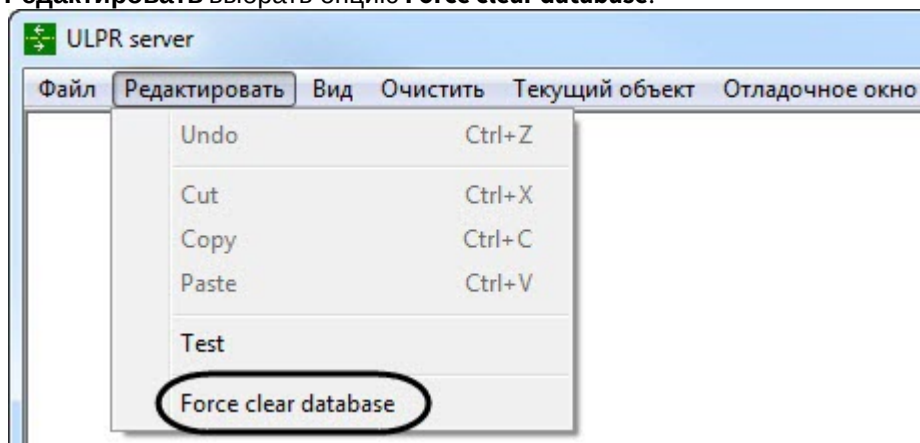 Редактировать выбрать опцию Force clear database.
ULPR server
Файл Редактировать Вид Очистить Текущий объект Отладочное окно
Undo Ctrl+Z
Cut Ctrl+X
Copy Ctrl+C
Paste Ctrl+V
Test
Force clear database